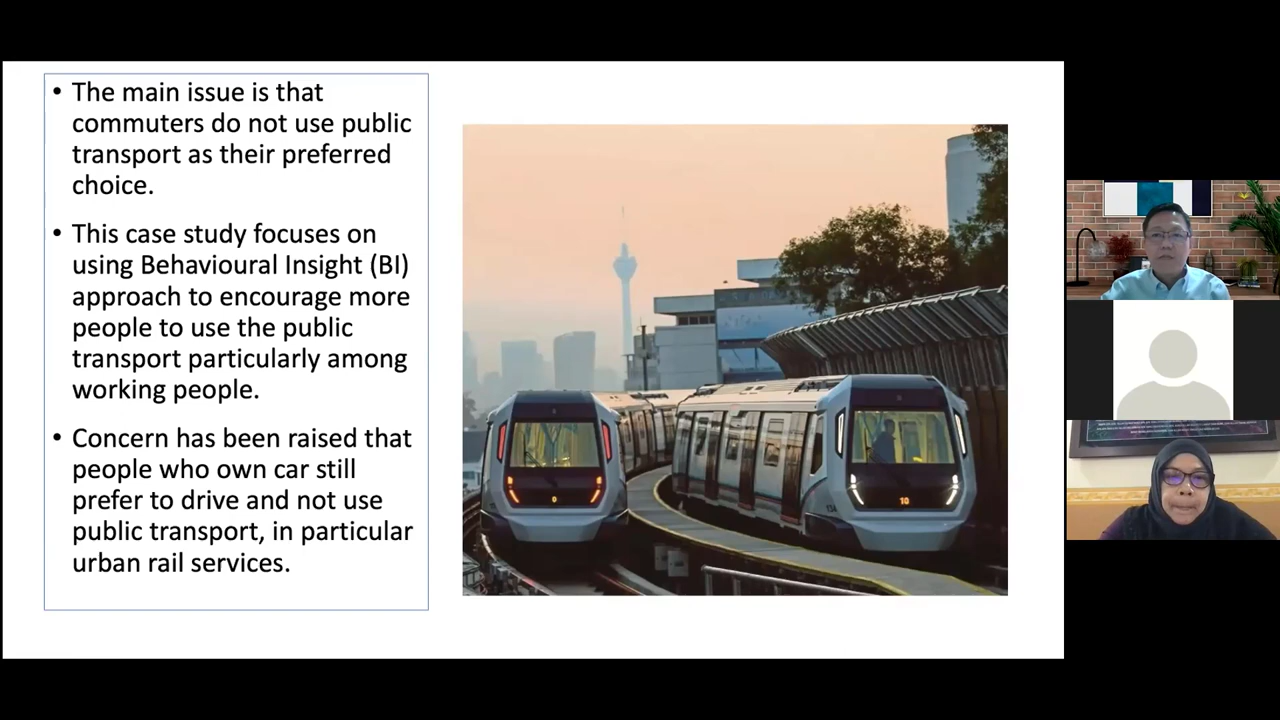 • The main issue is that
commuters do not use public
transport as their preferred
choice.
• This case study focuses on
using Behavioural Insight (BI)
approach to encourage more
people to use the public
transport particularly among
working people.
• Concern has been raised that
people who own car still
prefer to drive and not use
public transport, in particular
urban rail services.
10